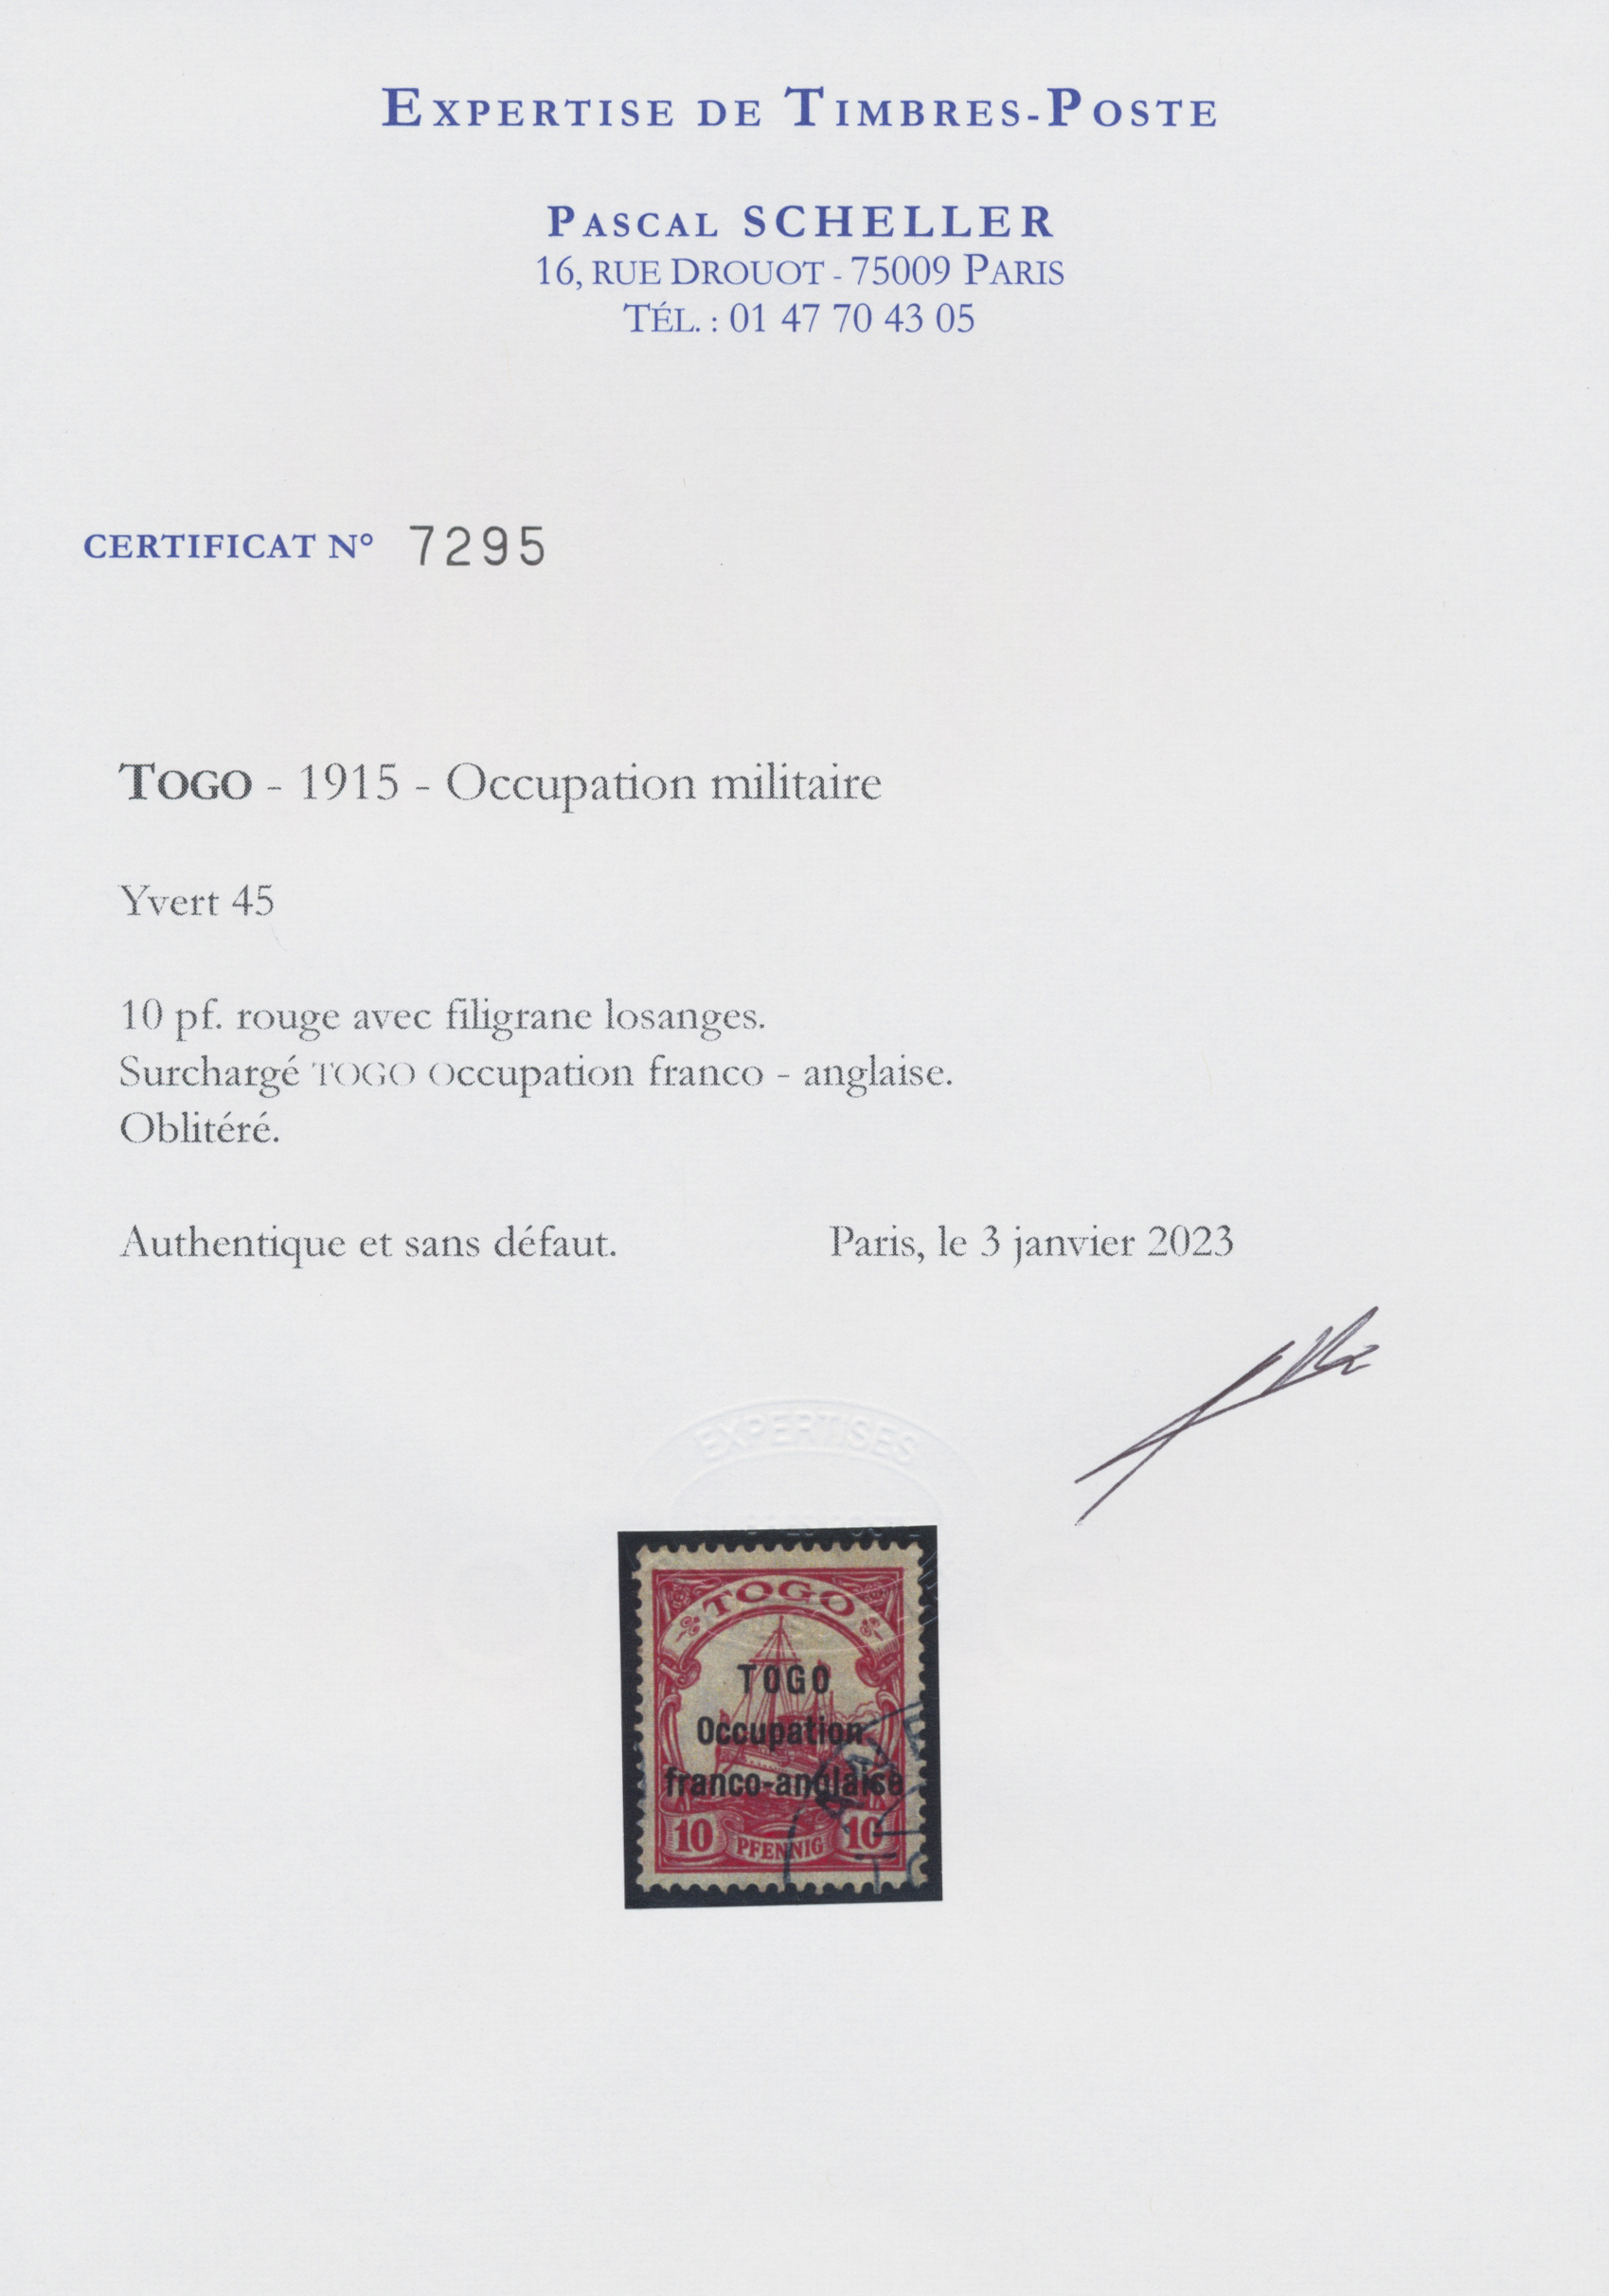 EXPERTISE DE TIMBRES-POSTE
PASCAL SCHELLER
16, RUE DROUOT - 75009 PARIS
TÉL. : 01 47 70 43 05
CERTIFICAT N° 7295
TOGO - 1915 - Occupation militaire
Yvert 45
10 pf. rouge avec filigrane losanges.
Surchargé TOGO Occupation franco - anglaise.
Oblitéré.
Authentique et sans défaut. Paris, le 3 janvier 2023
EXPERTISES
TOGO
TOGO
Occupation
franco-anglaise
10 PFENNIG 10